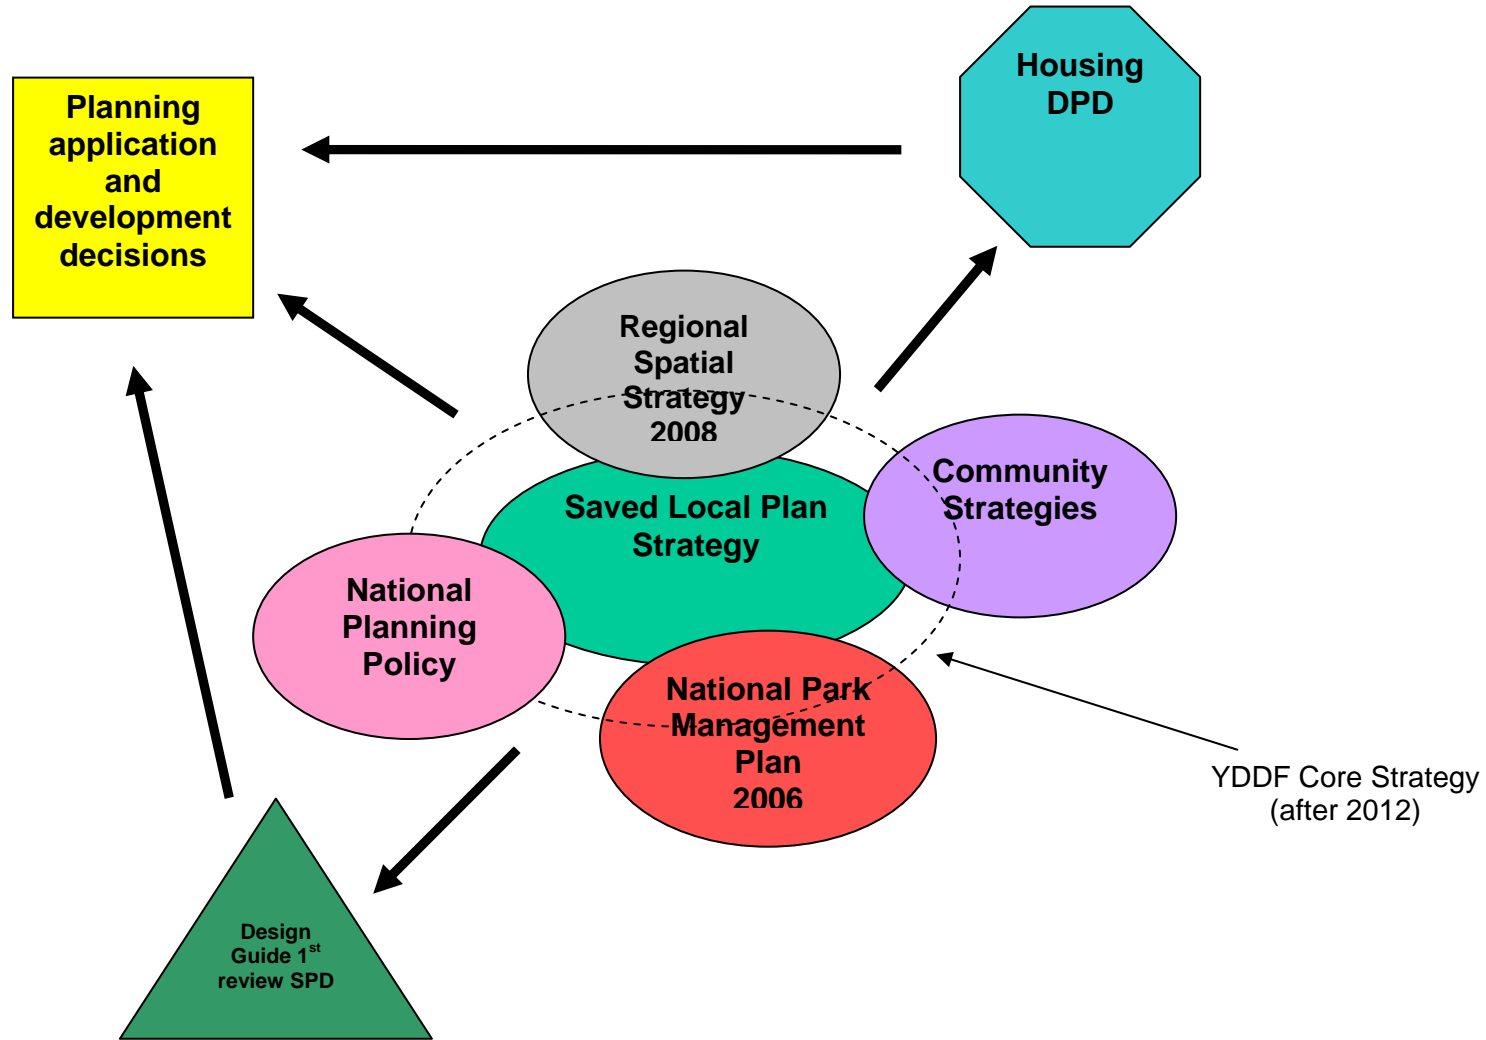 Housing
DPD
Planning
application
and
development
decisions
Regional
Spatial
Strategy
2008
Community
Strategies
Saved Local Plan
Strategy
National
Planning
Policy
National Park
Management
Plan
2006
YDDF Core Strategy
(after 2012)
Design
Guide 1st
review SPD